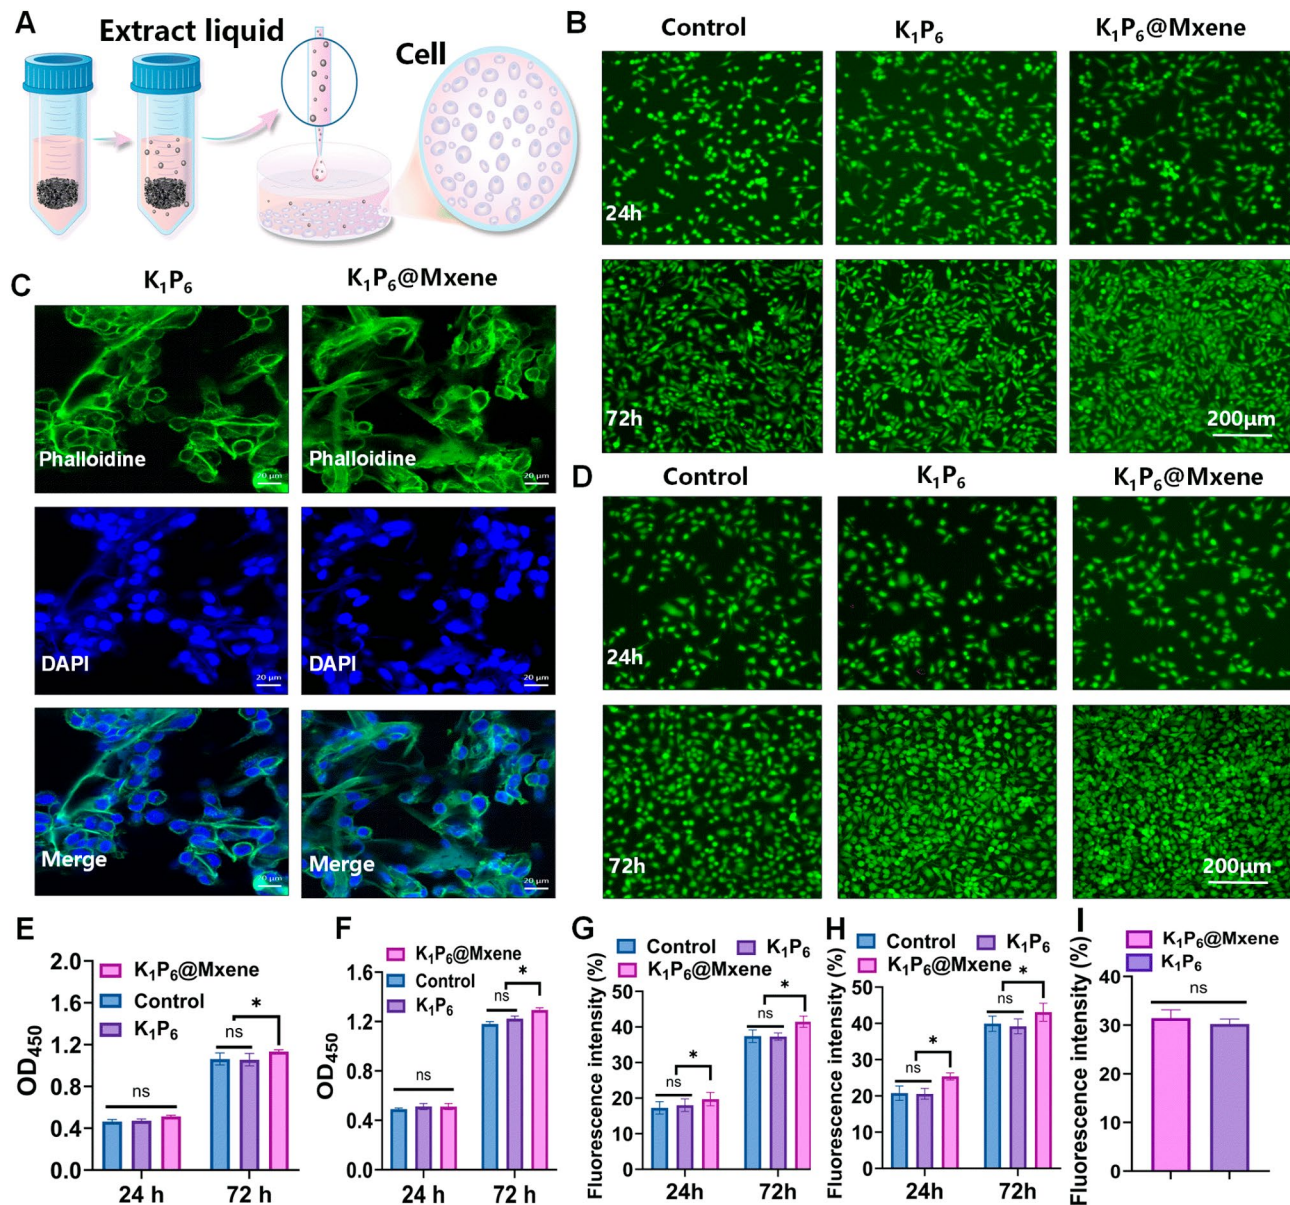 A
Extract liquid
Cell
B
Control
K₁P₆
K₁P₆@Mxene
24h
72h
200μm
C
K₁P₆
K₁P₆@Mxene
Phalloidine
20 μm
Phalloidine
20 μm
DAPI
20 μm
DAPI
20 μm
Merge
20 μm
Merge
20 μm
D
Control
K₁P₆
K₁P₆@Mxene
24h
72h
200μm
E
OD₄₅₀
2.0
1.6
1.2
0.8
0.4
0.0
K₁P₆@Mxene
Control
K₁P₆
ns
ns
*
24 h
72 h
F
OD₄₅₀
1.6
1.2
0.8
0.4
0.0
K₁P₆@Mxene
Control
K₁P₆
ns
ns
*
24 h
72 h
G
Fluorescence intensity (%)
50
40
30
20
10
0
Control
K₁P₆
K₁P₆@Mxene
ns
*
ns
*
24h
72h
H
Fluorescence intensity (%)
50
40
30
20
10
0
Control
K₁P₆
K₁P₆@Mxene
ns
*
ns
*
24h
72h
I
Fluorescence intensity (%)
40
30
20
10
0
K₁P₆@Mxene
K₁P₆
ns